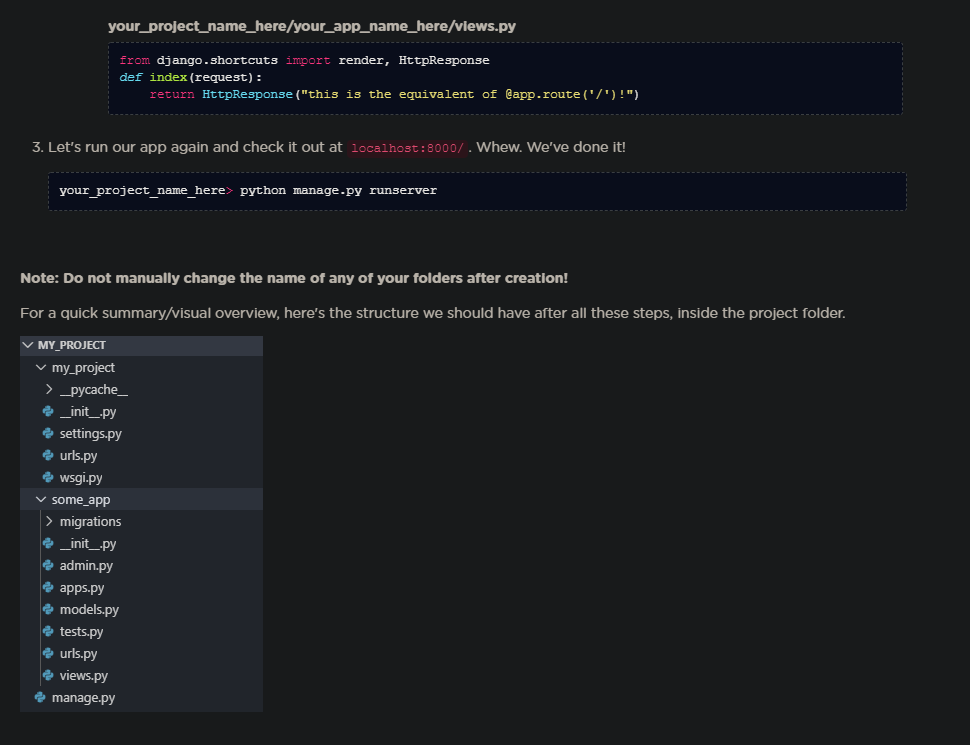 your_project_name_here/your_app_name_here/views.py
from django.shortcuts import render, HttpResponse
def index(request):
    return HttpResponse("this is the equivalent of @app.route('/')!")
3. Let's run our app again and check it out at localhost:8000/. Whew. We've done it!
your_project_name_here> python manage.py runserver
Note: Do not manually change the name of any of your folders after creation!
For a quick summary/visual overview, here's the structure we should have after all these steps, inside the project folder.
MY_PROJECT
my_project
__pycache__
__init__.py
settings.py
urls.py
wsgi.py
some_app
migrations
__init__.py
admin.py
apps.py
models.py
tests.py
urls.py
views.py
manage.py